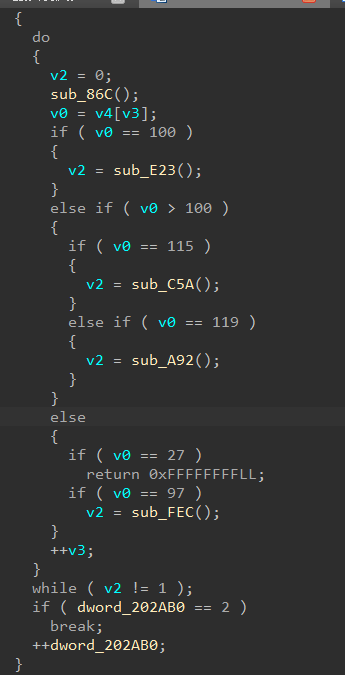 {
do
{
v2 = 0;
sub_86C();
v0 = v4[v3];
if ( v0 == 100 )
{
v2 = sub_E23();
}
else if ( v0 > 100 )
{
if ( v0 == 115 )
{
v2 = sub_C5A();
}
else if ( v0 == 119 )
{
v2 = sub_A92();
}
}
else
{
if ( v0 == 27 )
return 0xFFFFFFFFLL;
if ( v0 == 97 )
v2 = sub_FEC();
}
++v3;
}
while ( v2 != 1 );
if ( dword_202AB0 == 2 )
break;
++dword_202AB0;
}